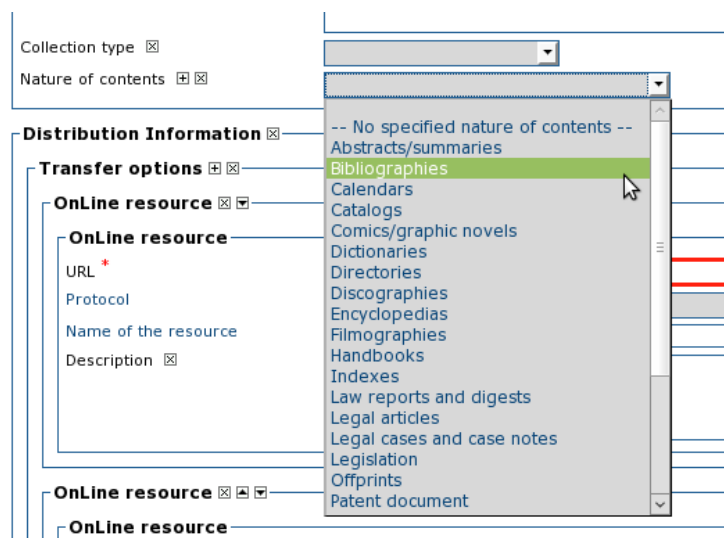 Collection type
Nature of contents
-- No specified nature of contents --
Abstracts/summaries
Bibliographies
Calendars
Catalogs
Comics/graphic novels
Dictionaries
Directories
Discographies
Encyclopedias
Filmographies
Handbooks
Indexes
Law reports and digests
Legal articles
Legal cases and case notes
Legislation
Offprints
Patent document
Distribution Information
Transfer options
OnLine resource
OnLine resource
URL *
Protocol
Name of the resource
Description
OnLine resource
OnLine resource